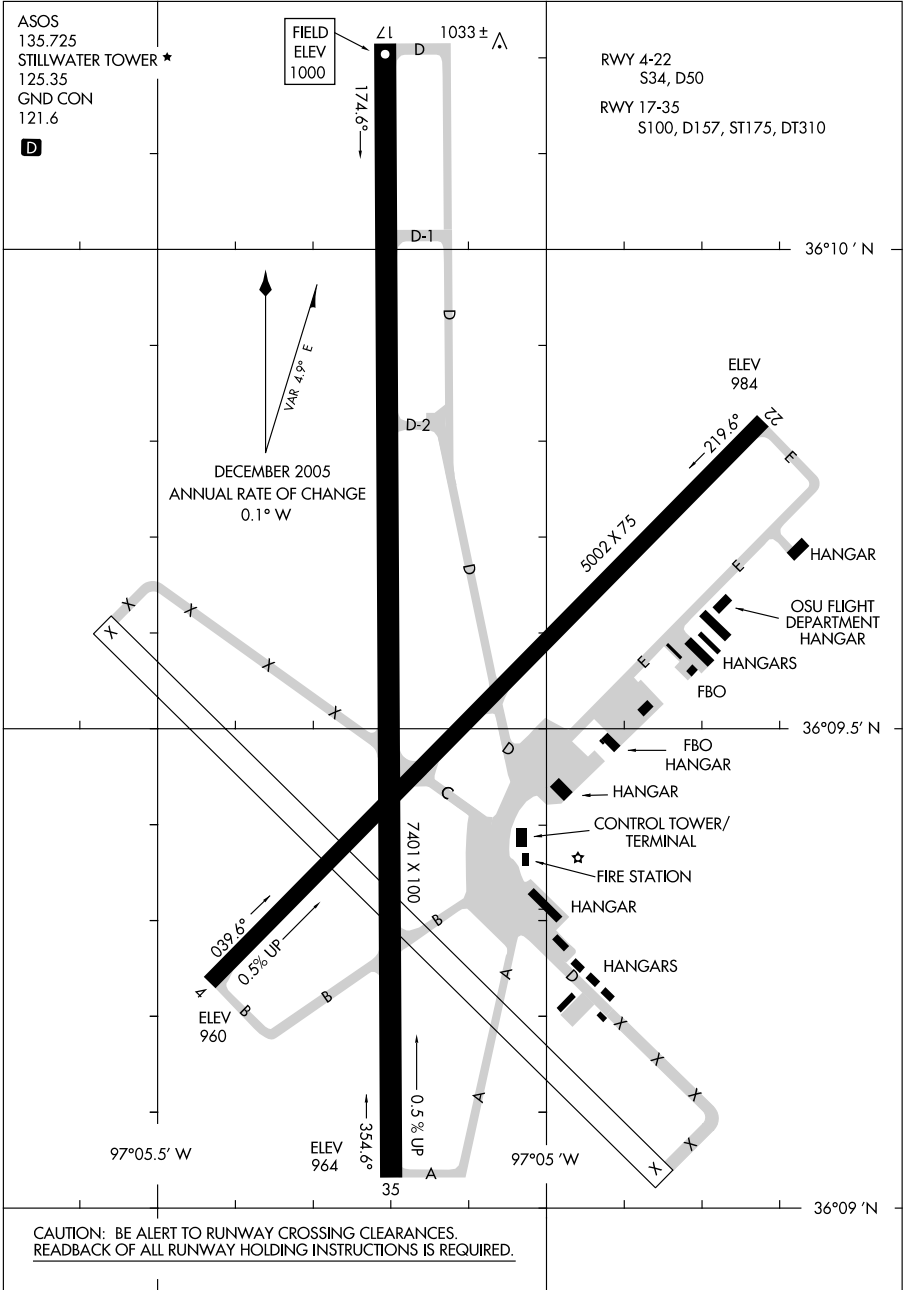 ASOS
135.725
STILLWATER TOWER ★
125.35
GND CON
121.6
D
FIELD
ELEV
1000
17
D
1033 ±
RWY 4-22
S34, D50
RWY 17-35
S100, D157, ST175, DT310
174.6°
D-1
36°10 ' N
D
VAR 4.9° E
DECEMBER 2005
ANNUAL RATE OF CHANGE
0.1° W
D-2
ELEV
984
22
219.6°
E
5002 X 75
D
E
HANGAR
OSU FLIGHT
DEPARTMENT
HANGAR
X
X
X
X
X
E
HANGARS
FBO
36°09.5' N
D
FBO
HANGAR
C
HANGAR
7401 X 100
CONTROL TOWER/
TERMINAL
FIRE STATION
HANGAR
B
039.6°
0.5% UP
A
HANGARS
D
4
B
B
ELEV
960
X
X
X
X
X
0.5 % UP
A
354.6°
97°05.5' W
ELEV
964
97°05 'W
A
35
36°09 'N
CAUTION: BE ALERT TO RUNWAY CROSSING CLEARANCES.
READBACK OF ALL RUNWAY HOLDING INSTRUCTIONS IS REQUIRED.